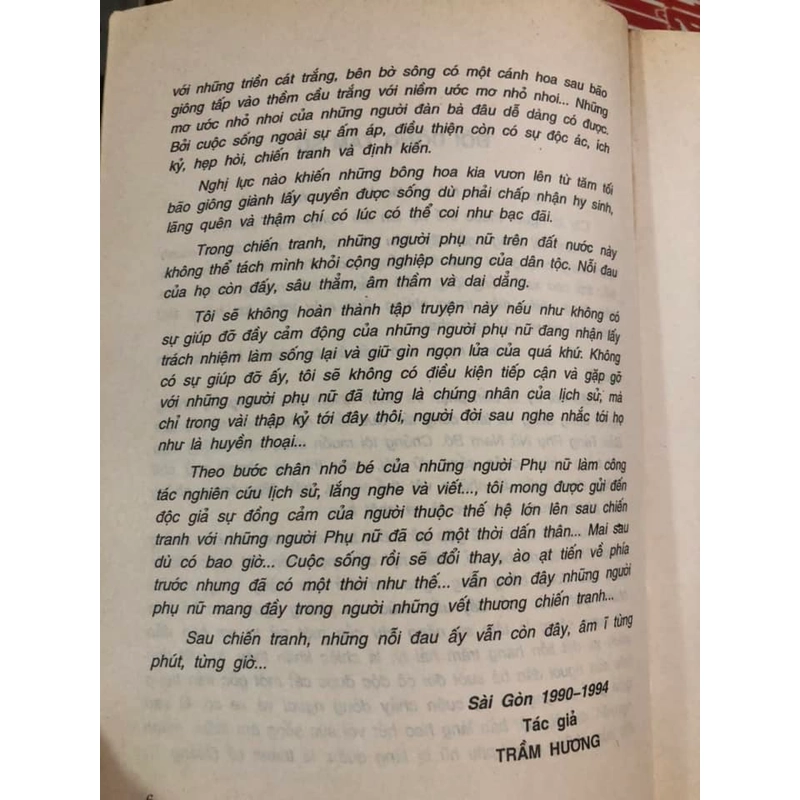 với những triền cát trắng, bên bờ sông có một cánh hoa sau bão
giông tấp vào thềm cầu trắng với niềm ước mơ nhỏ nhoi... Những
mơ ước nhỏ nhoi của những người đàn bà đâu dễ dàng có được.
Bởi cuộc sống ngoài sự ấm áp, điều thiện còn có sự độc ác, ích
kỷ, hẹp hòi, chiến tranh và định kiến.
Nghị lực nào khiến những bông hoa kia vươn lên từ tăm tối
bão giông giành lấy quyền được sống dù phải chấp nhận hy sinh,
lãng quên và thậm chí có lúc có thể coi như bạc đãi.
Trong chiến tranh, những người phụ nữ trên đất nước này
không thể tách mình khỏi cộng nghiệp chung của dân tộc. Nỗi đau
của họ còn đấy, sâu thẳm, âm thầm và dai dẳng.
Tôi sẽ không hoàn thành tập truyện này nếu như không có
sự giúp đỡ đầy cảm động của những người phụ nữ đang nhận lấy
trách nhiệm làm sống lại và giữ gìn ngọn lửa của quá khứ. Không
có sự giúp đỡ ấy, tôi sẽ không có điều kiện tiếp cận và gặp gỡ
với những người phụ nữ đã từng là chứng nhân của lịch sử, mà
chỉ trong vài thập kỷ tới đây thôi, người đời sau nghe nhắc tới họ
như là huyền thoại...
Theo bước chân nhỏ bé của những người Phụ nữ làm công
tác nghiên cứu lịch sử, lắng nghe và viết..., tôi mong được gửi đến
độc giả sự đồng cảm của người thuộc thế hệ lớn lên sau chiến
tranh với những người Phụ nữ đã có một thời dấn thân... Mai sau
dù có bao giờ... Cuộc sống rồi sẽ đổi thay, ào ạt tiến về phía
trước nhưng đã có một thời như thế... vẫn còn đây những người
phụ nữ mang đầy trong người những vết thương chiến tranh...
Sau chiến tranh, những nỗi đau ấy vẫn còn đây, âm ĩ từng
phút, từng giờ...
Sài Gòn 1990-1994
Tác giả
TRẦM HƯƠNG